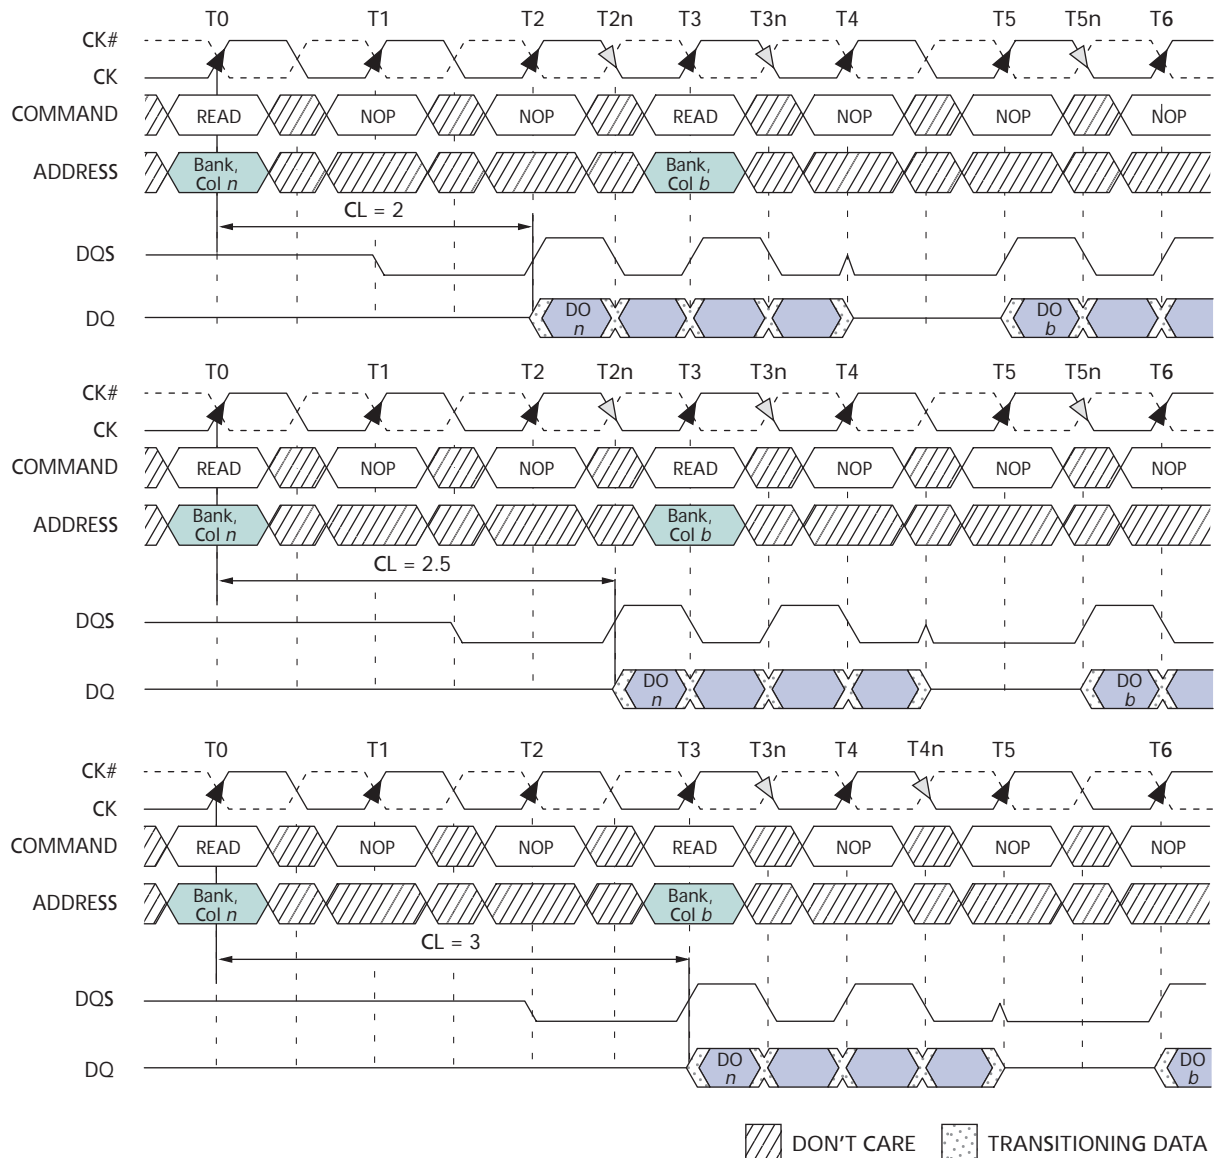 T0 T1 T2 T2n T3 T3n T4 T5 T5n T6
CK#
CK
COMMAND READ NOP NOP READ NOP NOP NOP
ADDRESS Bank, Col n Bank, Col b
CL = 2
DQS
DQ DO n DO b
T0 T1 T2 T2n T3 T3n T4 T5 T5n T6
CK#
CK
COMMAND READ NOP NOP READ NOP NOP NOP
ADDRESS Bank, Col n Bank, Col b
CL = 2.5
DQS
DQ DO n DO b
T0 T1 T2 T3 T3n T4 T4n T5 T6
CK#
CK
COMMAND READ NOP NOP READ NOP NOP NOP
ADDRESS Bank, Col n Bank, Col b
CL = 3
DQS
DQ DO n DO b
DON'T CARE TRANSITIONING DATA